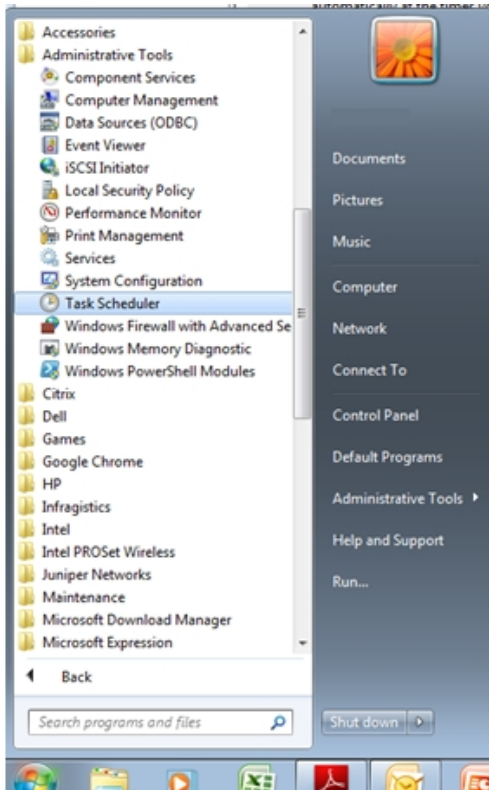 automatically at the timer
Accessories
Administrative Tools
Component Services
Computer Management
Data Sources (ODBC)
Event Viewer
iSCSI Initiator
Local Security Policy
Performance Monitor
Print Management
Services
System Configuration
Task Scheduler
Windows Firewall with Advanced Se
Windows Memory Diagnostic
Windows PowerShell Modules
Citrix
Dell
Games
Google Chrome
HP
Infragistics
Intel
Intel PROSet Wireless
Juniper Networks
Maintenance
Microsoft Download Manager
Microsoft Expression
Back
Search programs and files
Documents
Pictures
Music
Computer
Network
Connect To
Control Panel
Default Programs
Administrative Tools
Help and Support
Run...
Shut down